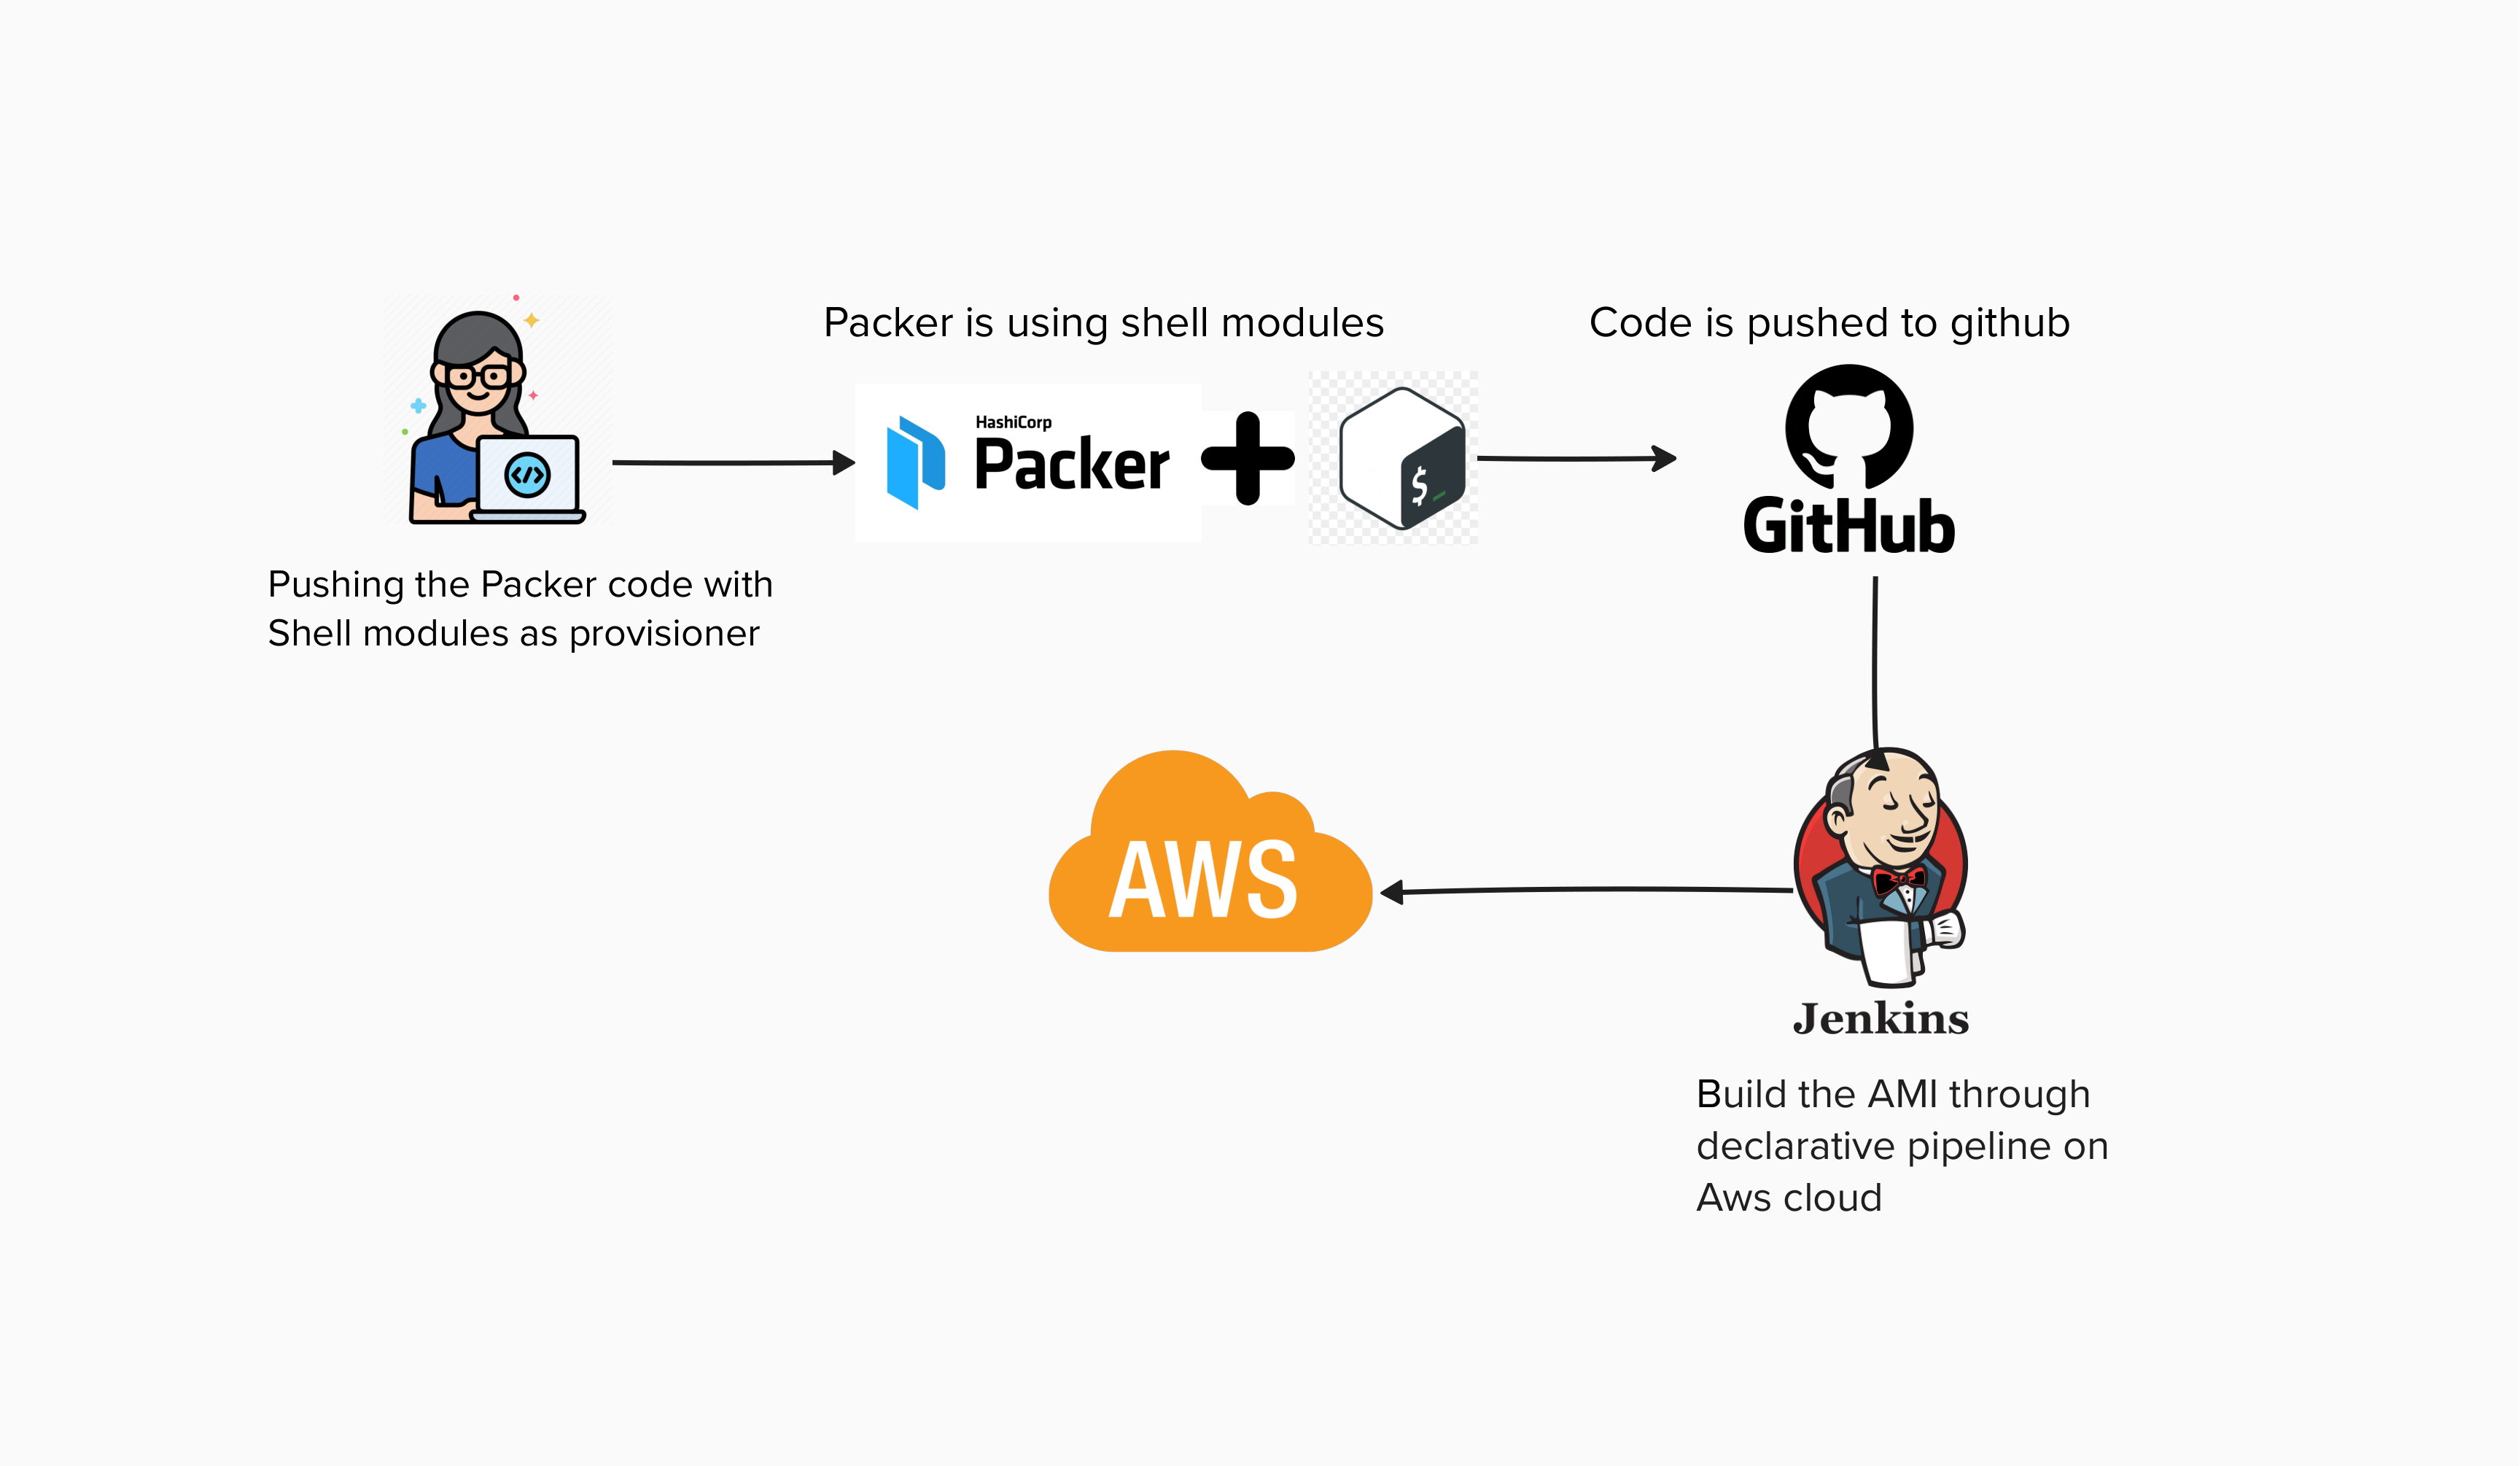 Packer is using shell modules
Code is pushed to github
HashiCorp
Packer
$_
</>
GitHub
Pushing the Packer code with
Shell modules as provisioner
AWS
Jenkins
Build the AMI through
declarative pipeline on
Aws cloud